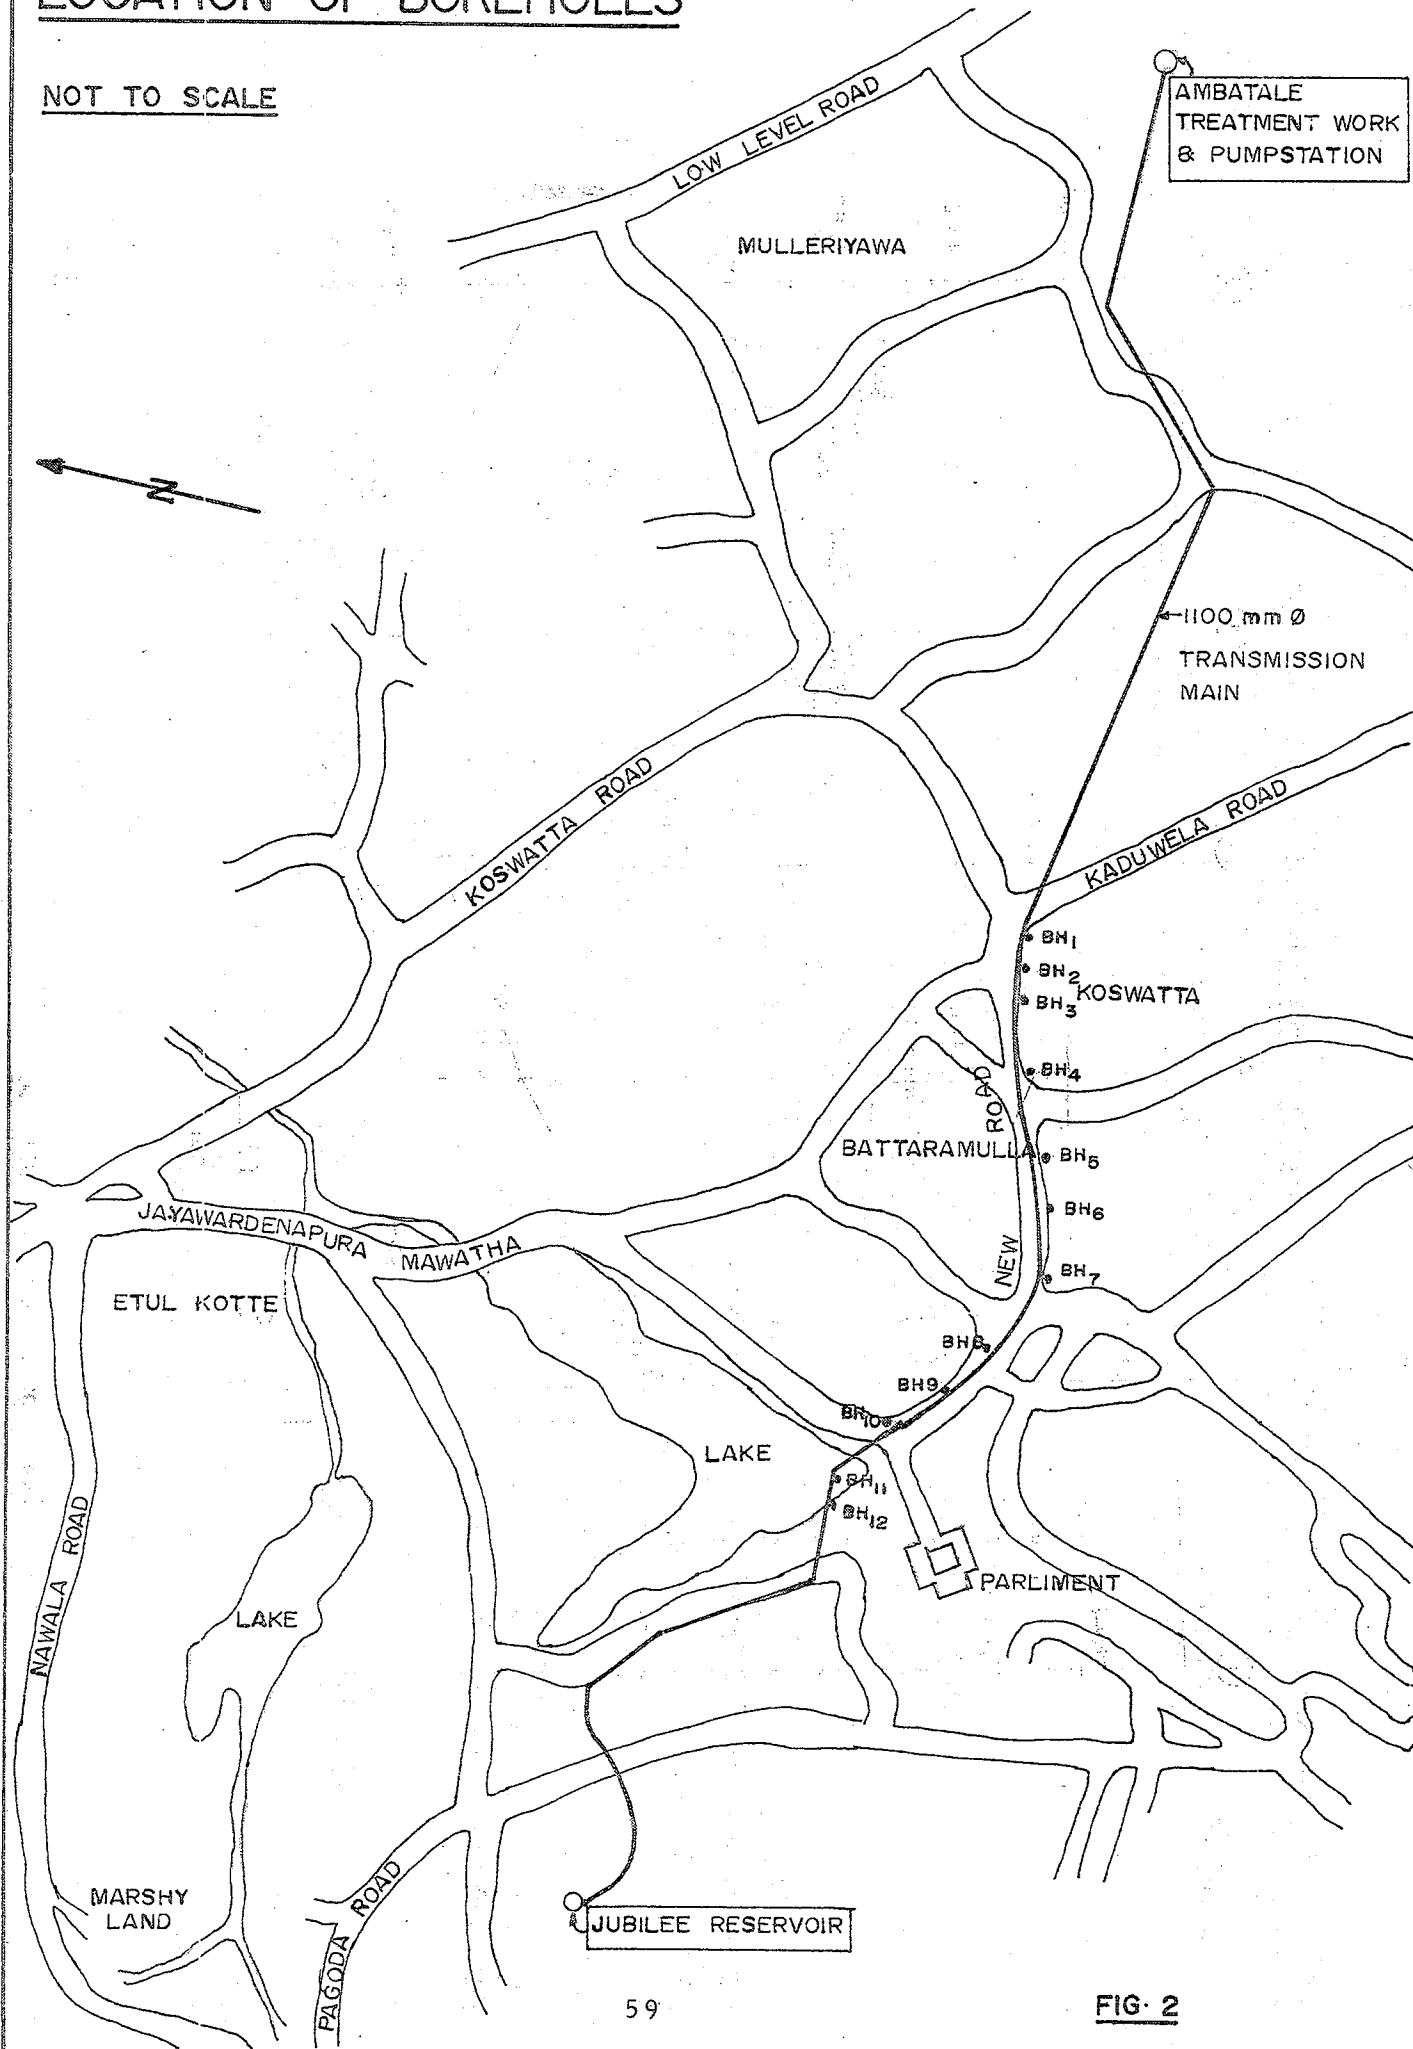 LOCATION OF BOREHOLES
NOT TO SCALE
AMBATALE
TREATMENT WORK
& PUMPSTATION
LOW LEVEL ROAD
MULLERIYAWA
N
1100 mm Ø
TRANSMISSION
MAIN
KOSWATTA ROAD
KADUWELA ROAD
BH1
BH2
KOSWATTA
BH3
BH4
NEW ROAD
BATTARAMULLA
BH5
BH6
JAYAWARDENAPURA MAWATHA
BH7
ETUL KOTTE
BH8
BH9
BH10
LAKE
BH11
BH12
NAWALA ROAD
PARLIMENT
LAKE
MARSHY
LAND
PAGODA ROAD
JUBILEE RESERVOIR
59
FIG. 2